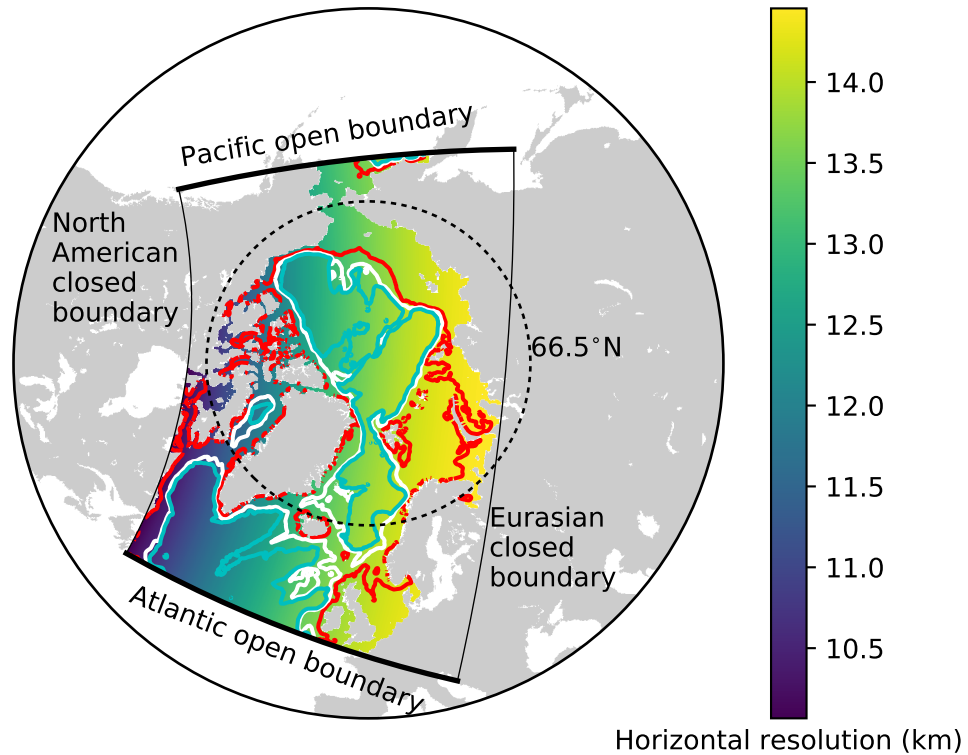 Pacific open boundary
North
American
closed
boundary
66.5°N
Eurasian
closed
boundary
Atlantic open boundary
14.0
13.5
13.0
12.5
12.0
11.5
11.0
10.5
Horizontal resolution (km)